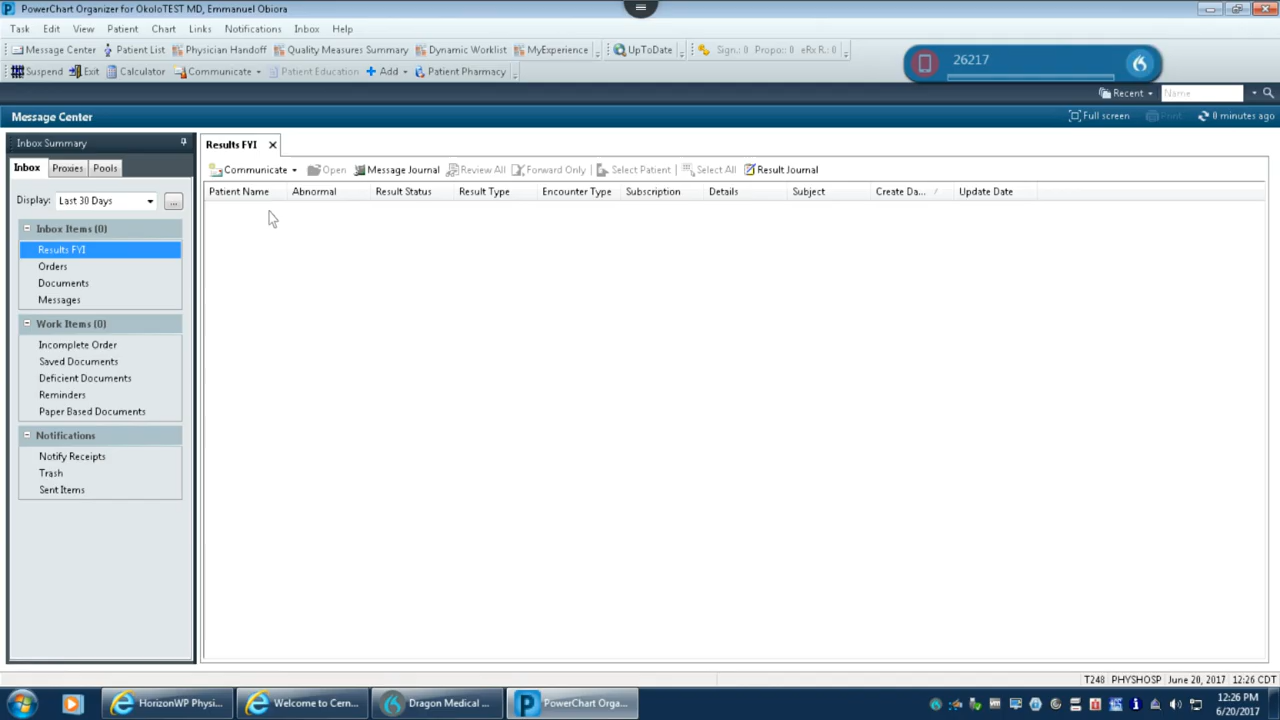 PowerChart Organizer for OkoloTEST MD, Emmanuel Obiora
Task Edit View Patient Chart Links Notifications Inbox Help
Message Center Patient List Physician Handoff Quality Measures Summary Dynamic Worklist MyExperience UpToDate Sign: 0 Propo: 0 eRx R.: 0
26217
Suspend Exit Calculator Communicate Patient Education Add Patient Pharmacy
Recent Name
Message Center Full screen Print 0 minutes ago
Inbox Summary
Results FYI
Inbox Proxies Pools
Communicate Open Message Journal Review All Forward Only Select Patient Select All Result Journal
Patient Name Abnormal Result Status Result Type Encounter Type Subscription Details Subject Create Da... Update Date
Display: Last 30 Days ...
Inbox Items (0)
Results FYI
Orders
Documents
Messages
Work Items (0)
Incomplete Order
Saved Documents
Deficient Documents
Reminders
Paper Based Documents
Notifications
Notify Receipts
Trash
Sent Items
T248 PHYSHOSP June 20, 2017 12:26 CDT
HorizonWP Physi... Welcome to Cern... Dragon Medical ... PowerChart Orga...
12:26 PM
6/20/2017